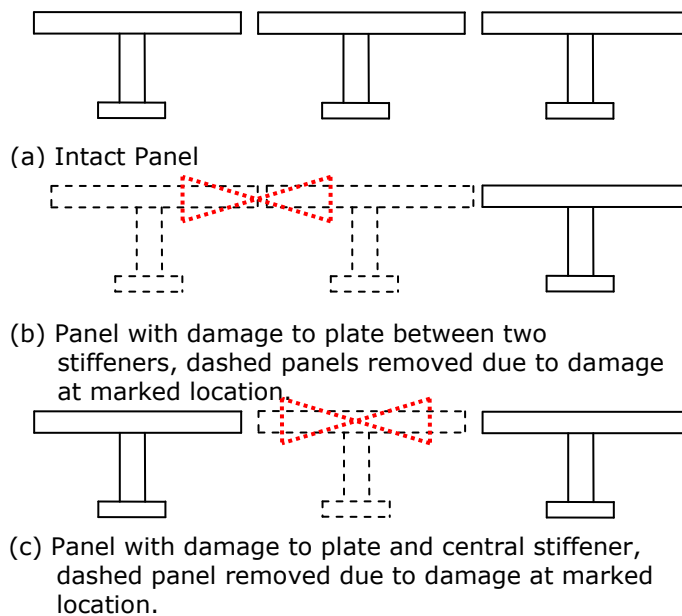 (a) Intact Panel
(b) Panel with damage to plate between two
stiffeners, dashed panels removed due to damage
at marked location.
(c) Panel with damage to plate and central stiffener,
dashed panel removed due to damage at marked
location.